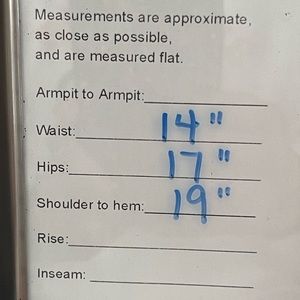 Measurements are approximate,
as close as possible,
and are measured flat.
Armpit to Armpit:
Waist: 14"
Hips: 17"
Shoulder to hem: 19"
Rise:
Inseam: